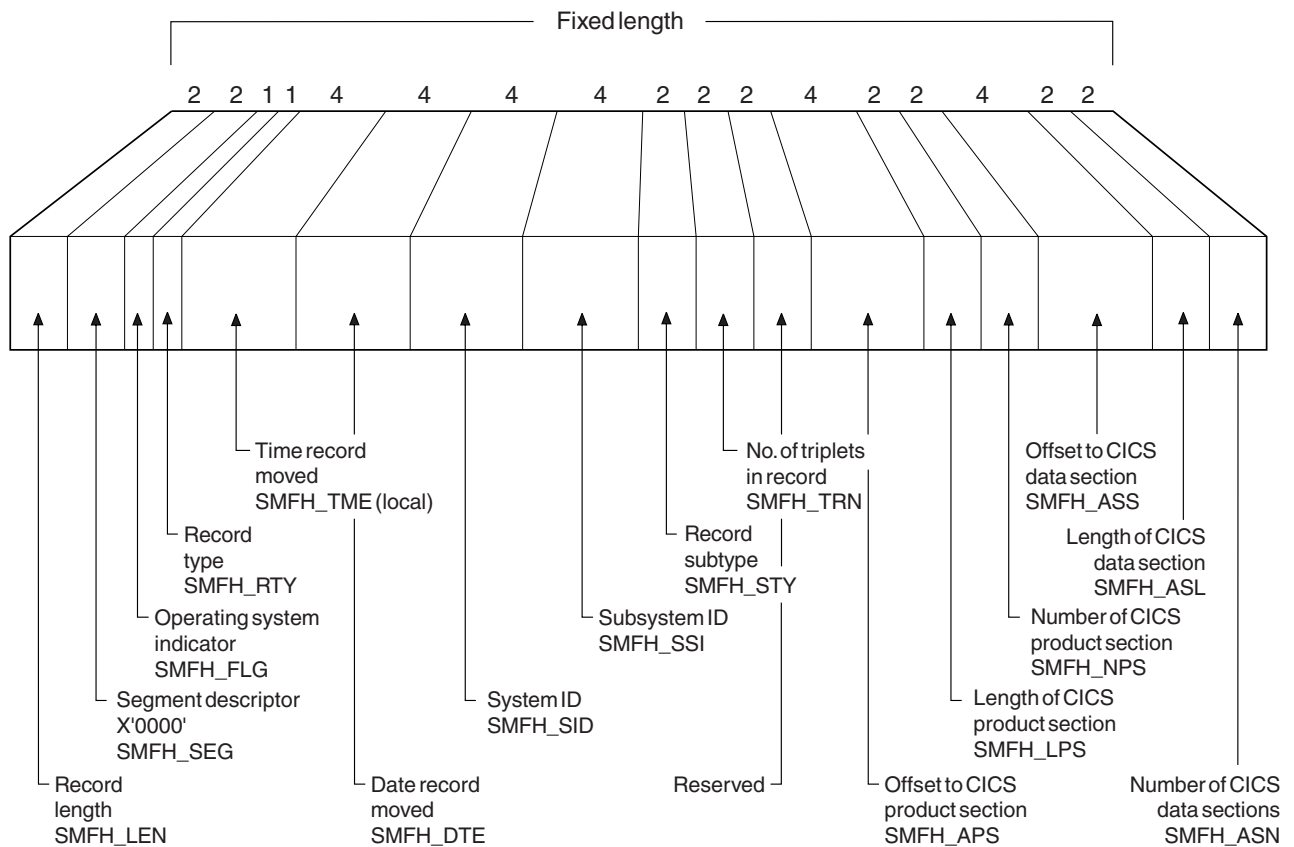 Fixed length
2 2 1 1 4 4 4 4 2 2 2 4 2 2 4 2 2
Time record
moved
SMFH_TME (local)
No. of triplets
in record
SMFH_TRN
Offset to CICS
data section
SMFH_ASS
Record
type
SMFH_RTY
Record
subtype
SMFH_STY
Length of CICS
data section
SMFH_ASL
Operating system
indicator
SMFH_FLG
Subsystem ID
SMFH_SSI
Number of CICS
product section
SMFH_NPS
Segment descriptor
X'0000'
SMFH_SEG
System ID
SMFH_SID
Length of CICS
product section
SMFH_LPS
Record
length
SMFH_LEN
Date record
moved
SMFH_DTE
Reserved
Offset to CICS
product section
SMFH_APS
Number of CICS
data sections
SMFH_ASN